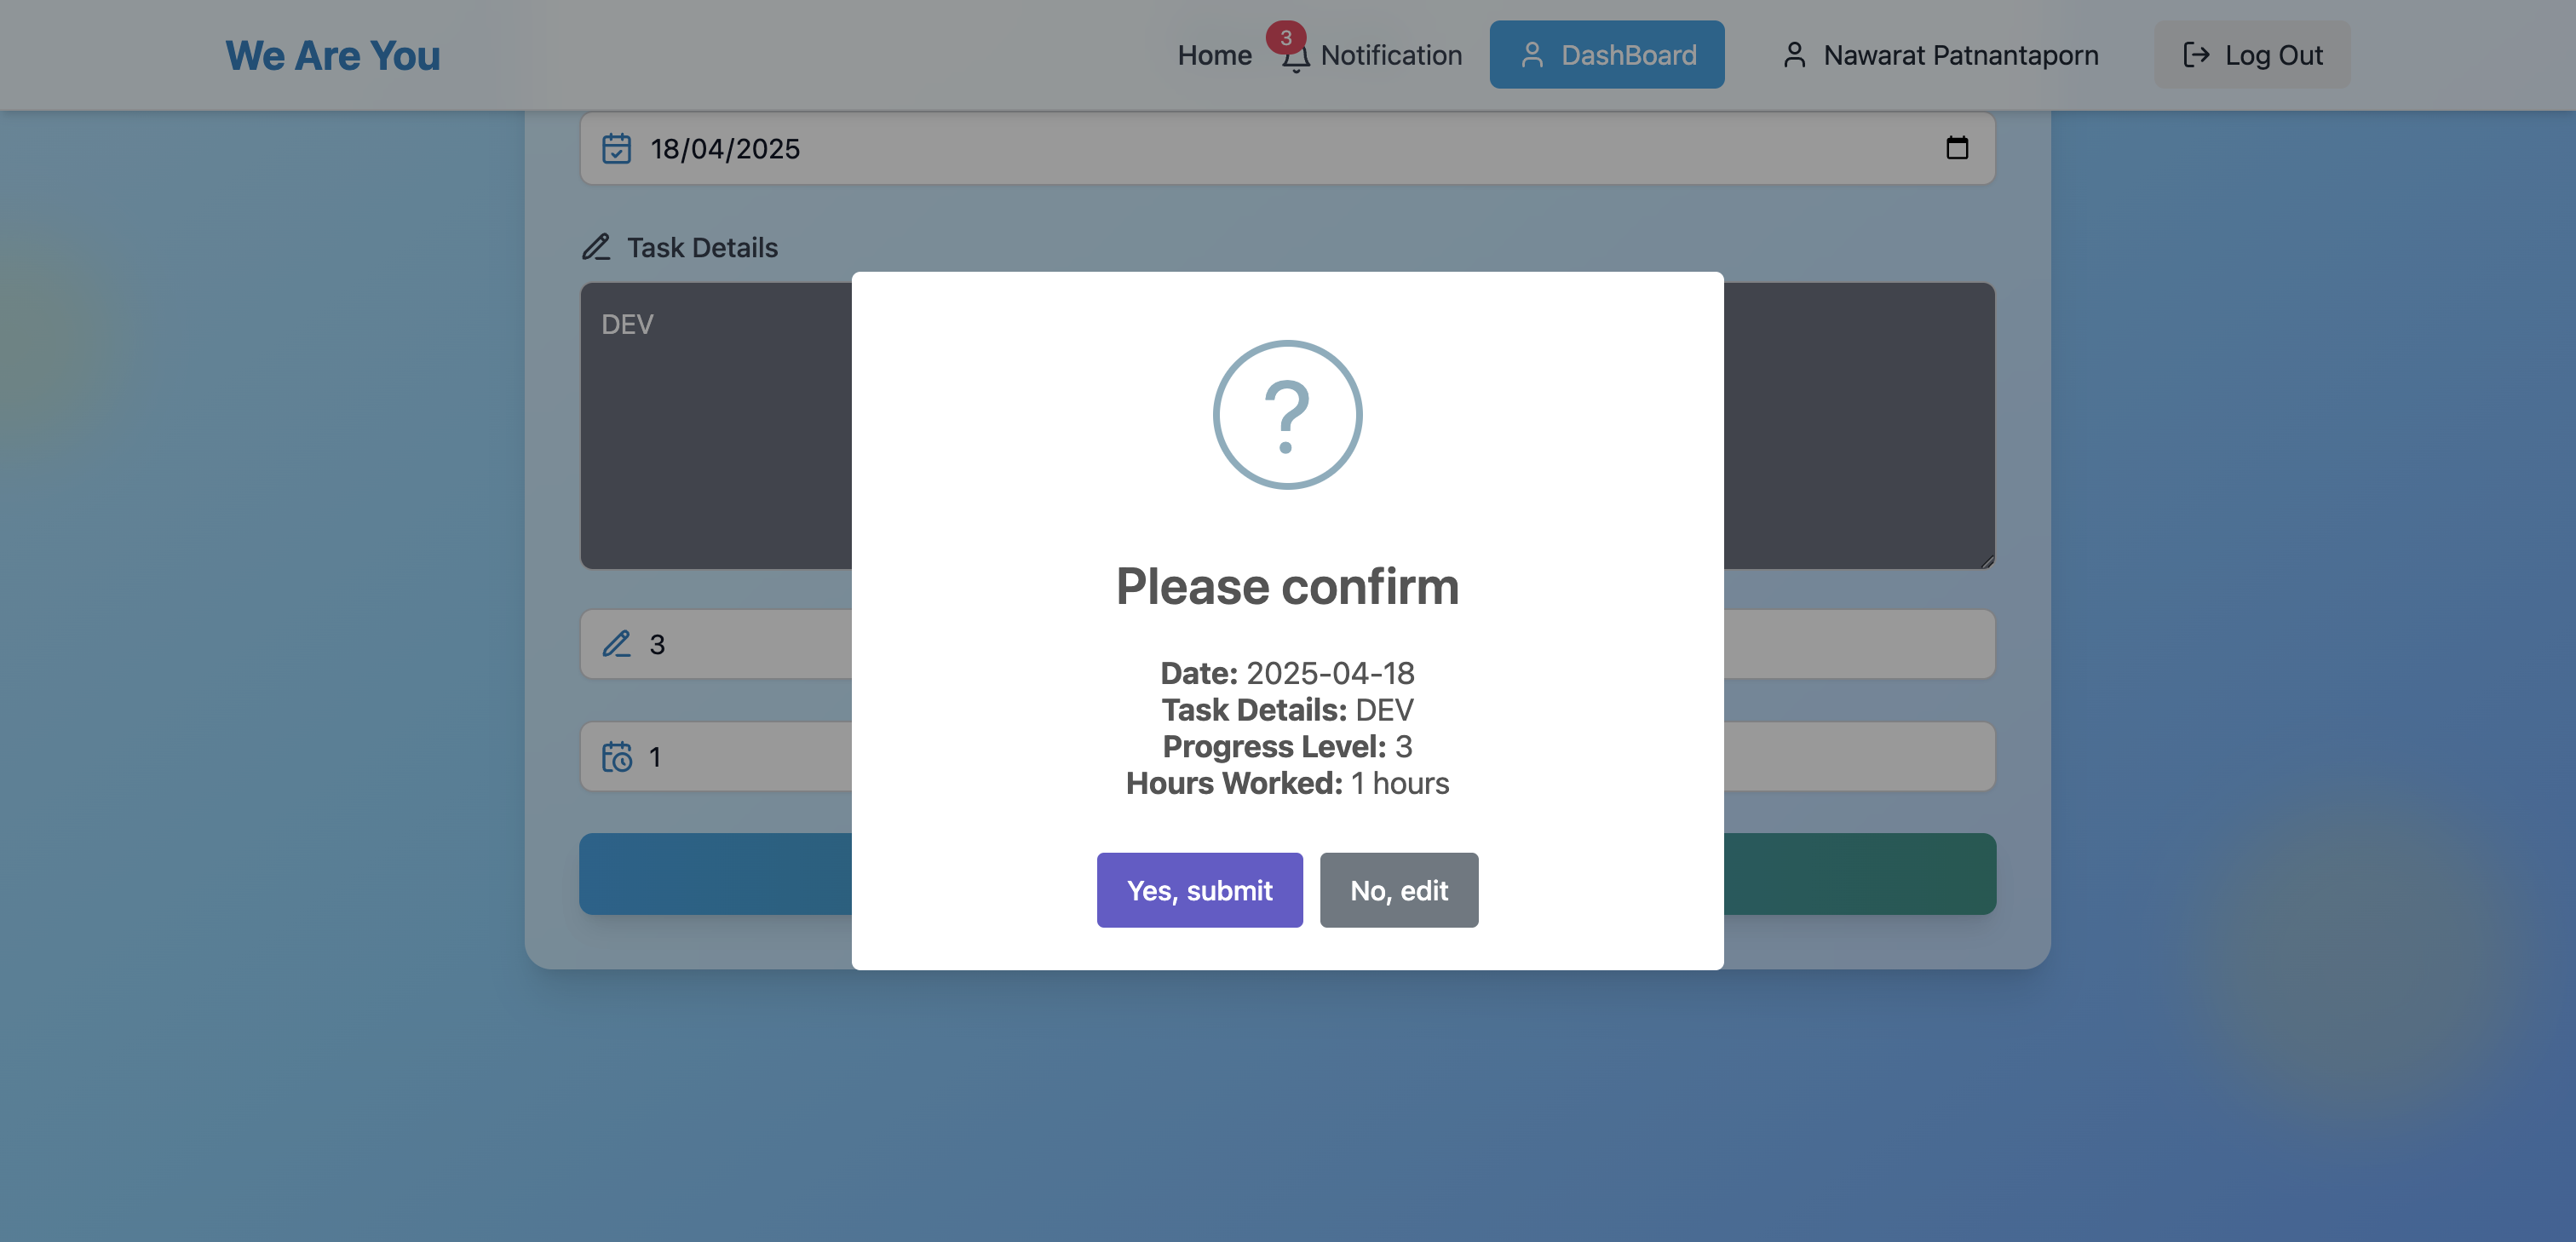 We Are You
Home
3
Notification
DashBoard
Nawarat Patnantaporn
Log Out
18/04/2025
Task Details
DEV
?
Please confirm
Date: 2025-04-18
Task Details: DEV
Progress Level: 3
Hours Worked: 1 hours
3
1
Yes, submit
No, edit